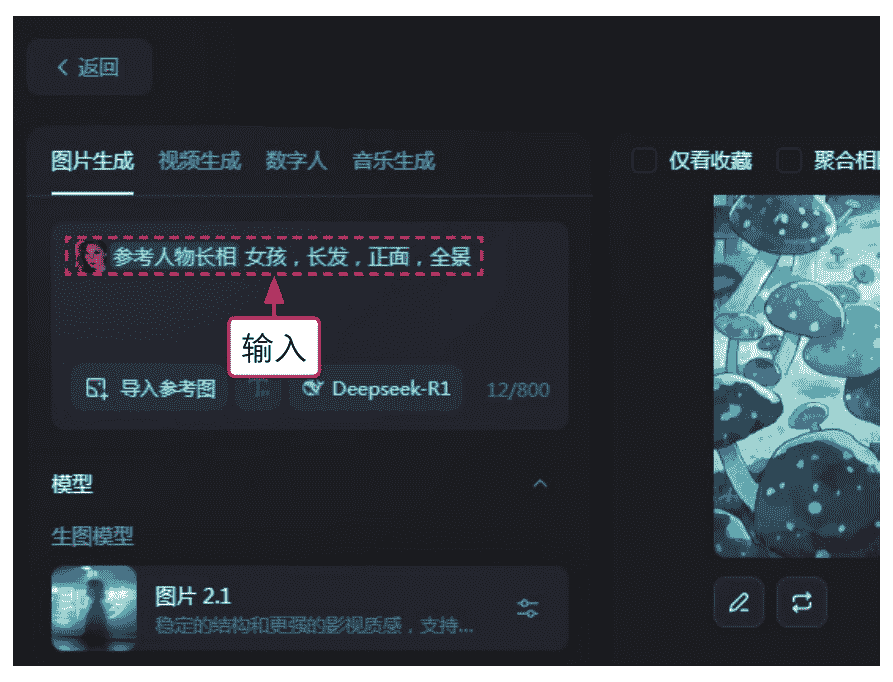 返回
图片生成 视频生成 数字人 音乐生成
仅看收藏 聚合相
参考人物长相 女孩，长发，正面，全景
输入
导入参考图 Deepseek-R1 12/800
模型
生图模型
图片 2.1
稳定的结构和更强的影视质感，支持...